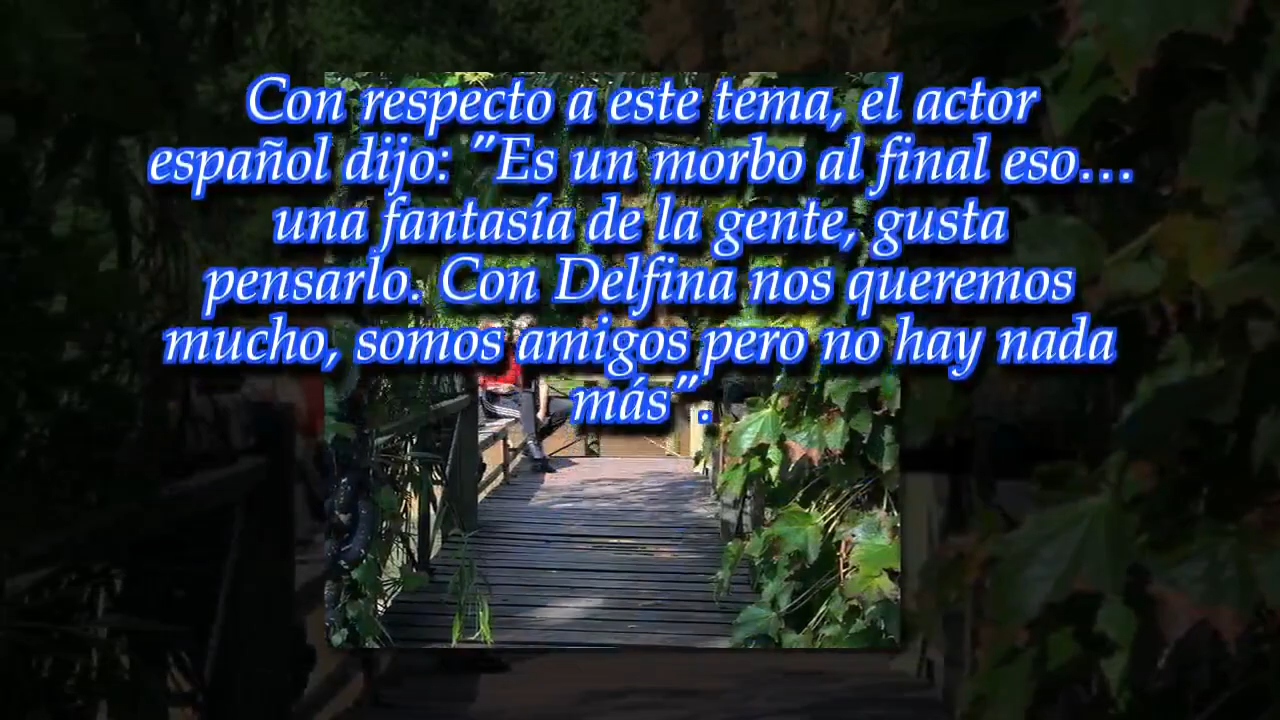 Con respecto a este tema, el actor
español dijo: "Es un morbo al final eso…
una fantasía de la gente, gusta
pensarlo. Con Delfina nos queremos
mucho, somos amigos pero no hay nada
más".